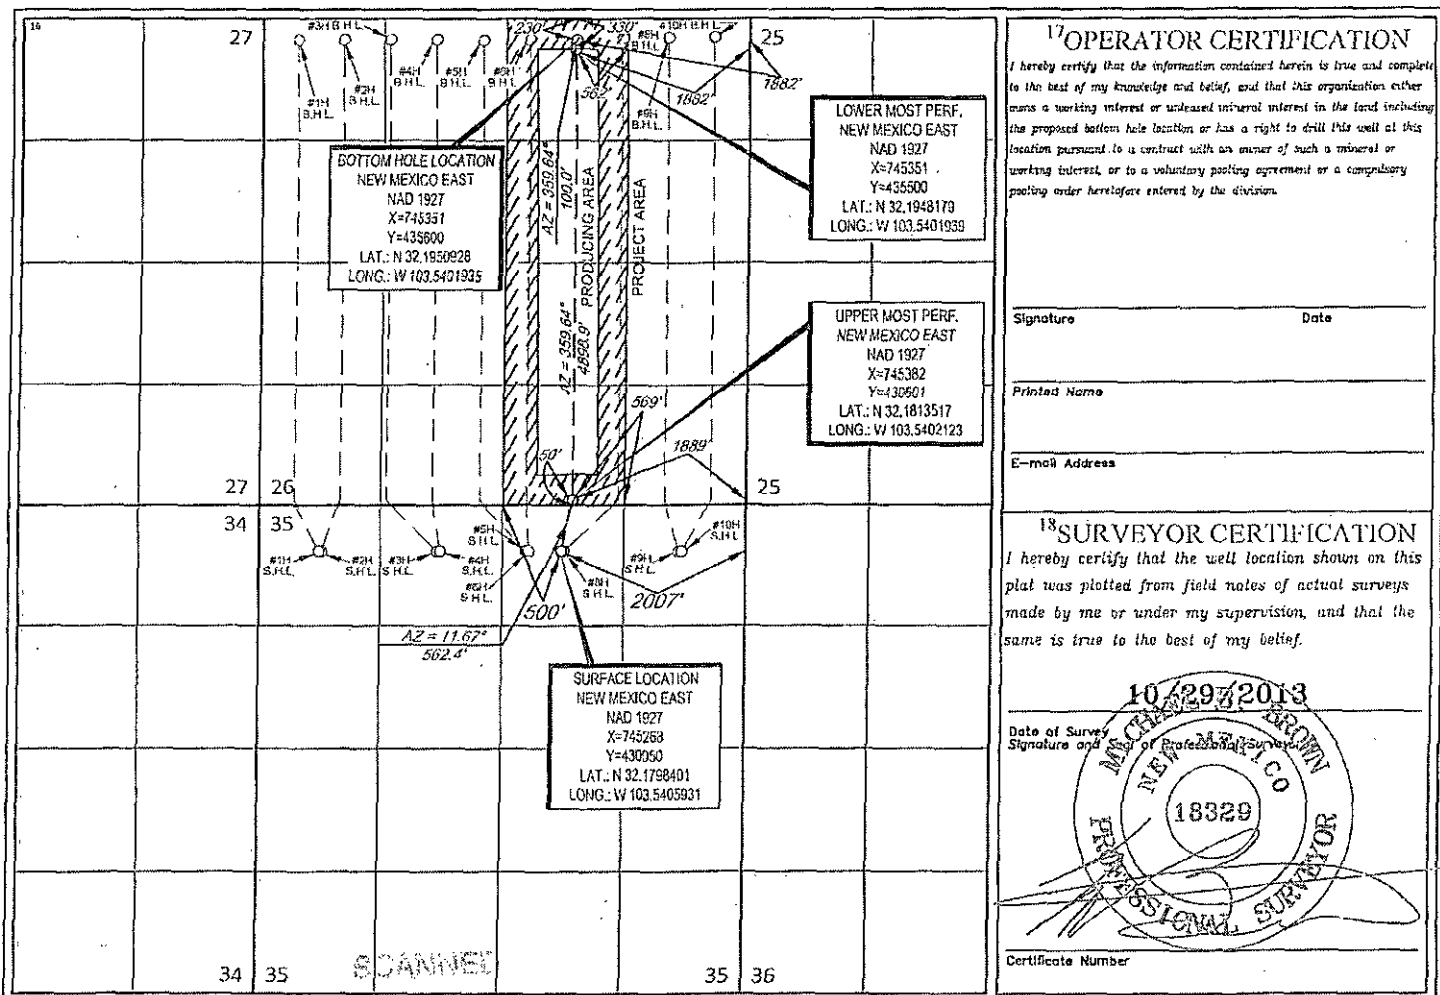 16
27
#3H B.H.L.
230'
330'
#8H
B.H.L.
#10H B.H.L.
25
#1H
B.H.L.
#2H
B.H.L.
#4H
B.H.L.
#5H
B.H.L.
#6H
B.H.L.
562'
#9H
B.H.L.
1882'
1882'
BOTTOM HOLE LOCATION
NEW MEXICO EAST
NAD 1927
X=745351
Y=435600
LAT.: N 32.1950928
LONG.: W 103.5401935
AZ = 359.64°
100.0'
PRODUCING AREA
PROJECT AREA
LOWER MOST PERF.
NEW MEXICO EAST
NAD 1927
X=745351
Y=435500
LAT.: N 32.1948179
LONG.: W 103.5401939
AZ = 359.64°
4898.9'
UPPER MOST PERF.
NEW MEXICO EAST
NAD 1927
X=745382
Y=430601
LAT.: N 32.1813517
LONG.: W 103.5402123
569'
50'
1889'
27
26
25
34
35
#1H
S.H.L.
#2H
S.H.L.
#3H
S.H.L.
#4H
S.H.L.
#5H
S.H.L.
#6H
S.H.L.
#8H
S.H.L.
#9H
S.H.L.
#10H
S.H.L.
500'
2007'
AZ = 11.67°
562.4'
SURFACE LOCATION
NEW MEXICO EAST
NAD 1927
X=745268
Y=430050
LAT.: N 32.1798401
LONG.: W 103.5405931
34
35
SCANNED
35
36
17 OPERATOR CERTIFICATION
I hereby certify that the information contained herein is true and complete
to the best of my knowledge and belief, and that this organization either
owns a working interest or unleased mineral interest in the land including
the proposed bottom hole location or has a right to drill this well at this
location pursuant to a contract with an owner of such a mineral or
working interest, or to a voluntary pooling agreement or a compulsory
pooling order heretofore entered by the division.
Signature
Date
Printed Name
E-mail Address
18 SURVEYOR CERTIFICATION
I hereby certify that the well location shown on this
plat was plotted from field notes of actual surveys
made by me or under my supervision, and that the
same is true to the best of my belief.
10/29/2013
Date of Survey
Signature and Seal of Professional Surveyor:
MICHAEL BROWN
NEW MEXICO
18329
PROFESSIONAL SURVEYOR
Certificate Number